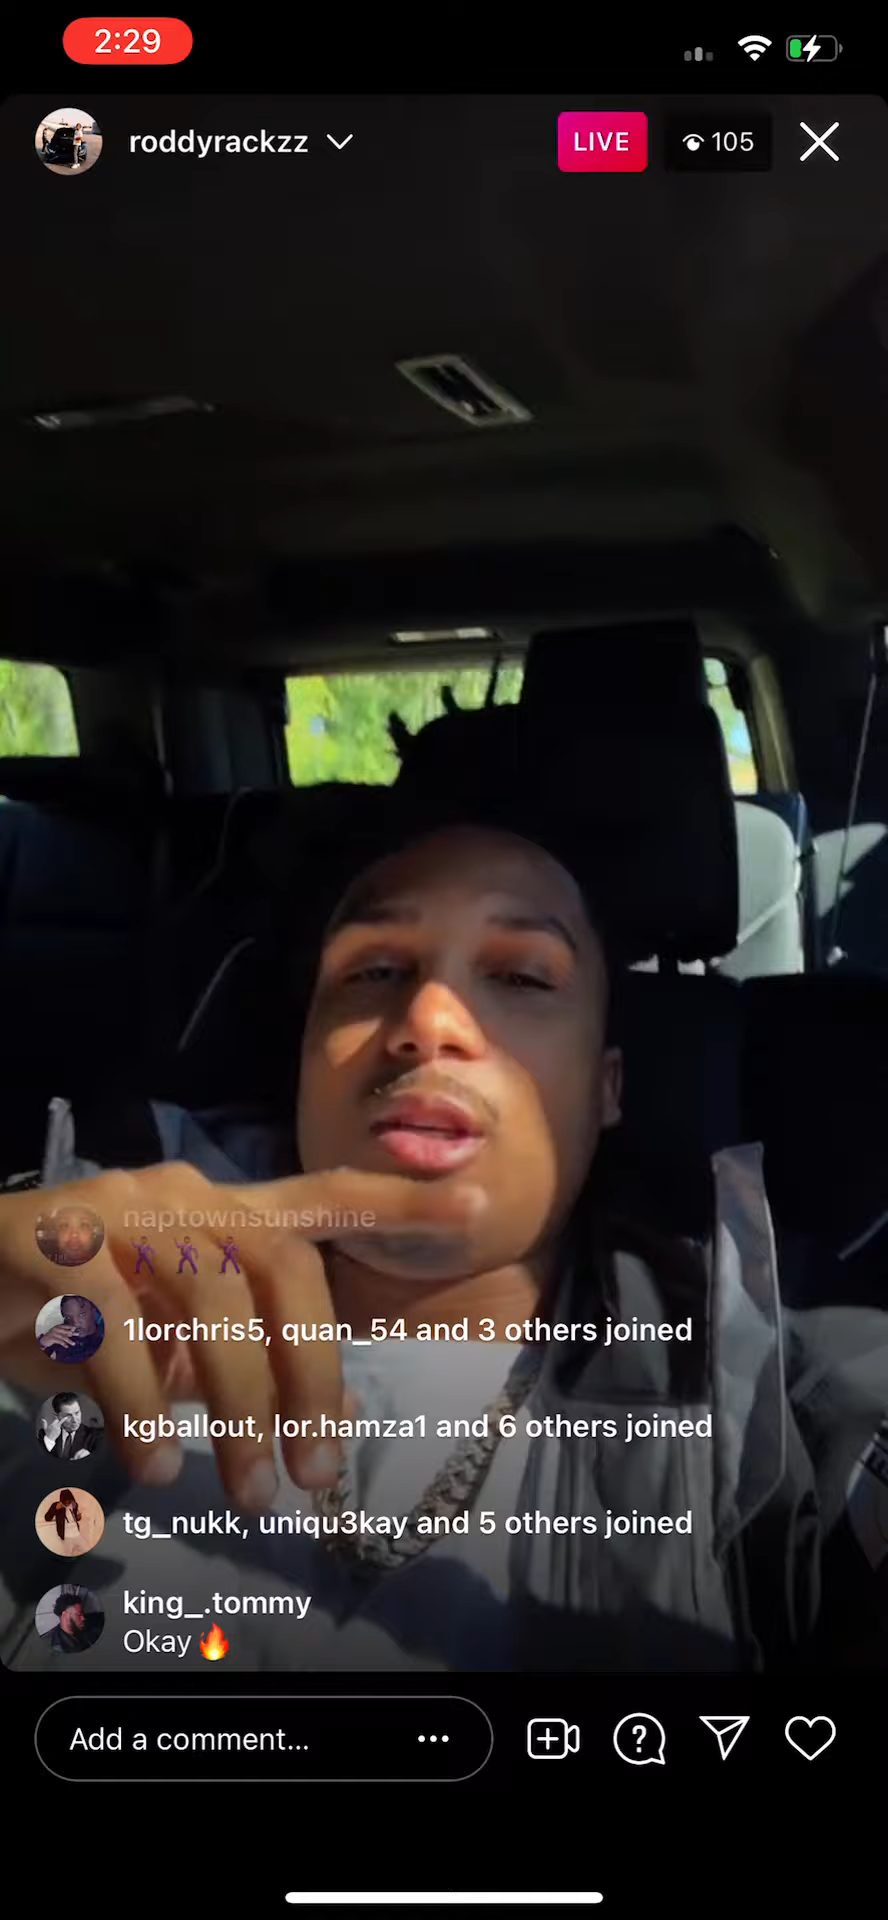 2:29
roddyrackzz
LIVE
105
naptownsunshine
🕺🕺🕺
1lorchris5, quan_54 and 3 others joined
kgballout, lor.hamza1 and 6 others joined
tg_nukk, uniqu3kay and 5 others joined
king_.tommy
Okay🔥
Add a comment...